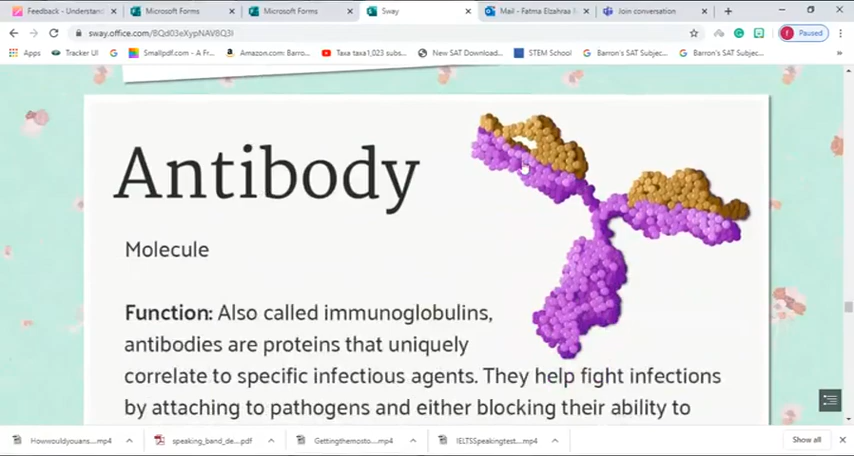 Feedback - Underst
Microsoft Forms
Microsoft Forms
Sway
Mail - Fatma Elzahraa M
Join conversation
sway.office.com/8Qd03eXypNAV8Q3I
Paused
Apps
Tracker UI
Smallpdf.com - A Fr...
Amazon.com: Barro...
Taxa taxa1,023 subs...
New SAT Download...
STEM School
Barron's SAT Subjec...
Barron's SAT Subjec...
Antibody
Molecule
Function: Also called immunoglobulins,
antibodies are proteins that uniquely
correlate to specific infectious agents. They help fight infections
by attaching to pathogens and either blocking their ability to
Howwouldyouans....mp4
speaking_band_de....pdf
Gettingthemosto....mp4
IELTSSpeakingtest....mp4
Show all